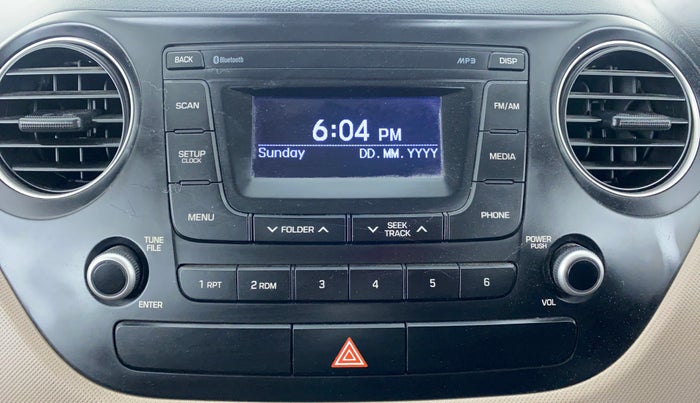 BACK Bluetooth MP3 DISP
SCAN FM/AM
6:04 PM
Sunday DD.MM.YYYY
SETUP
CLOCK
MEDIA
MENU FOLDER SEEK
TRACK
PHONE
TUNE
FILE
POWER
PUSH
1 RPT 2 RDM 3 4 5 6
ENTER VOL